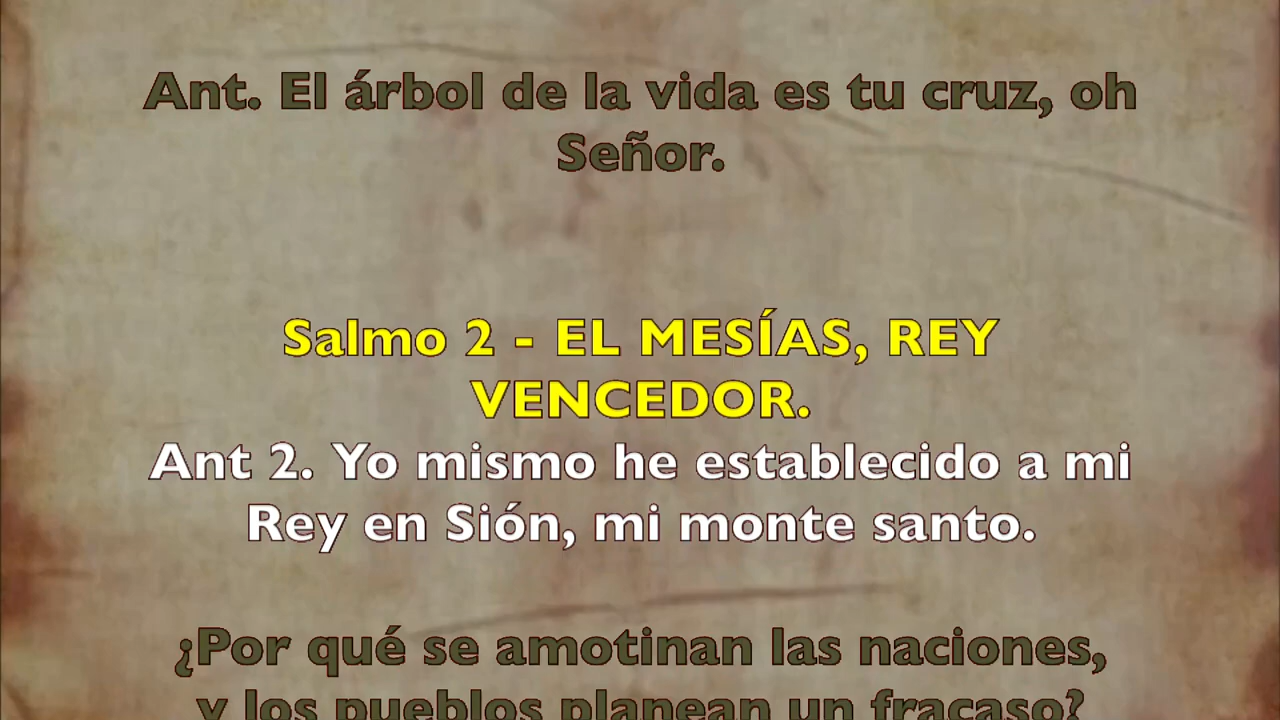 Ant. El árbol de la vida es tu cruz, oh
Señor.
Salmo 2 - EL MESÍAS, REY
VENCEDOR.
Ant 2. Yo mismo he establecido a mi
Rey en Sión, mi monte santo.
¿Por qué se amotinan las naciones,
y los pueblos planean un fracaso?